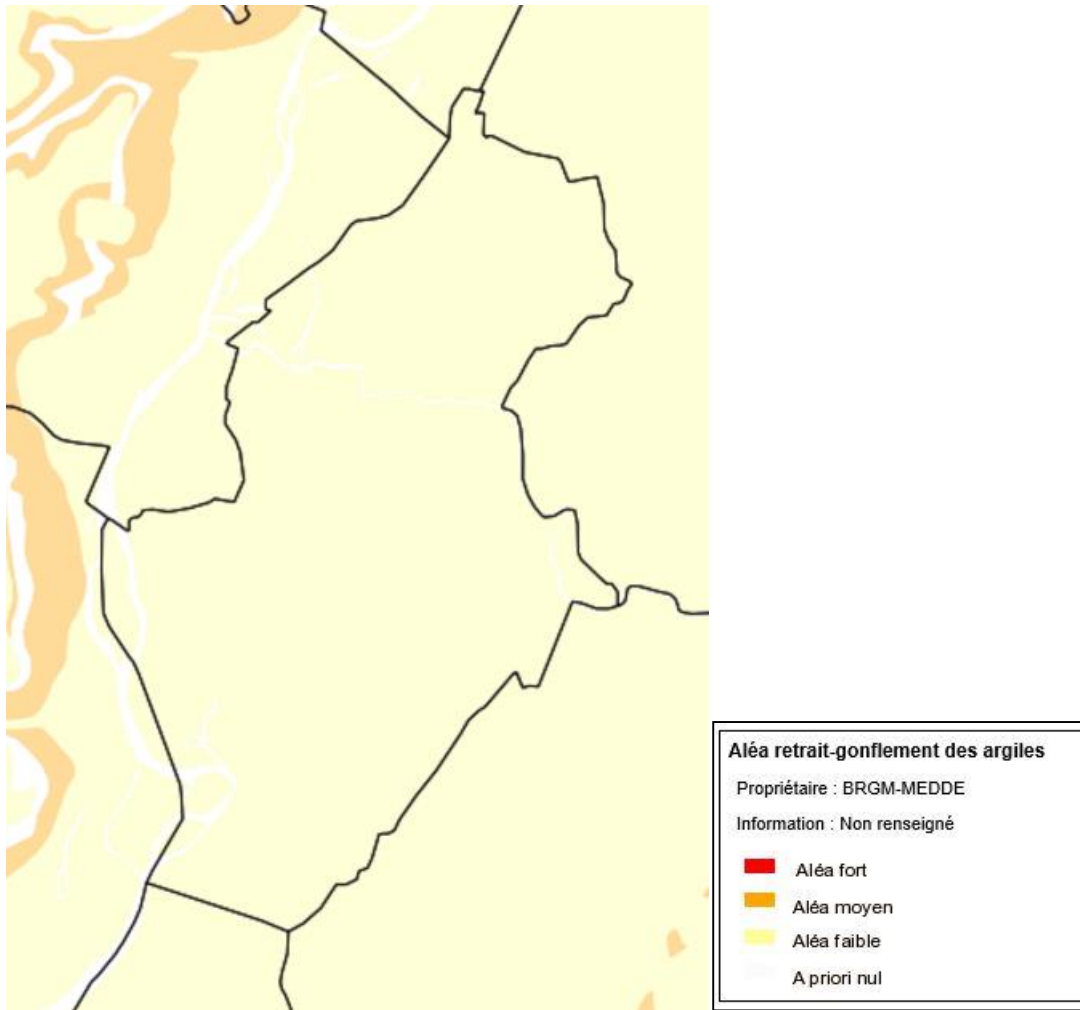 Aléa retrait-gonflement des argiles
Propriétaire : BRGM-MEDDE
Information : Non renseigné
Aléa fort
Aléa moyen
Aléa faible
A priori nul